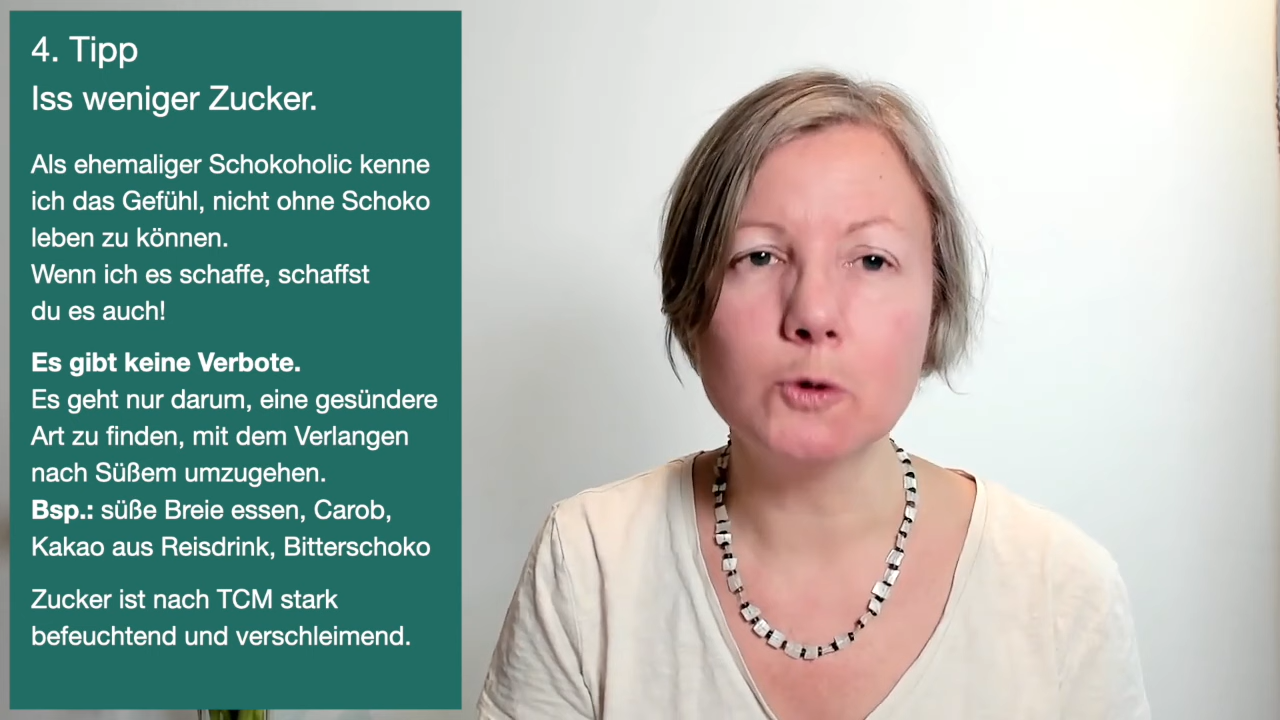 4. Tipp
Iss weniger Zucker.
Als ehemaliger Schokoholic kenne
ich das Gefühl, nicht ohne Schoko
leben zu können.
Wenn ich es schaffe, schaffst
du es auch!
Es gibt keine Verbote.
Es geht nur darum, eine gesündere
Art zu finden, mit dem Verlangen
nach Süßem umzugehen.
Bsp.: süße Breie essen, Carob,
Kakao aus Reisdrink, Bitterschoko
Zucker ist nach TCM stark
befeuchtend und verschleimend.